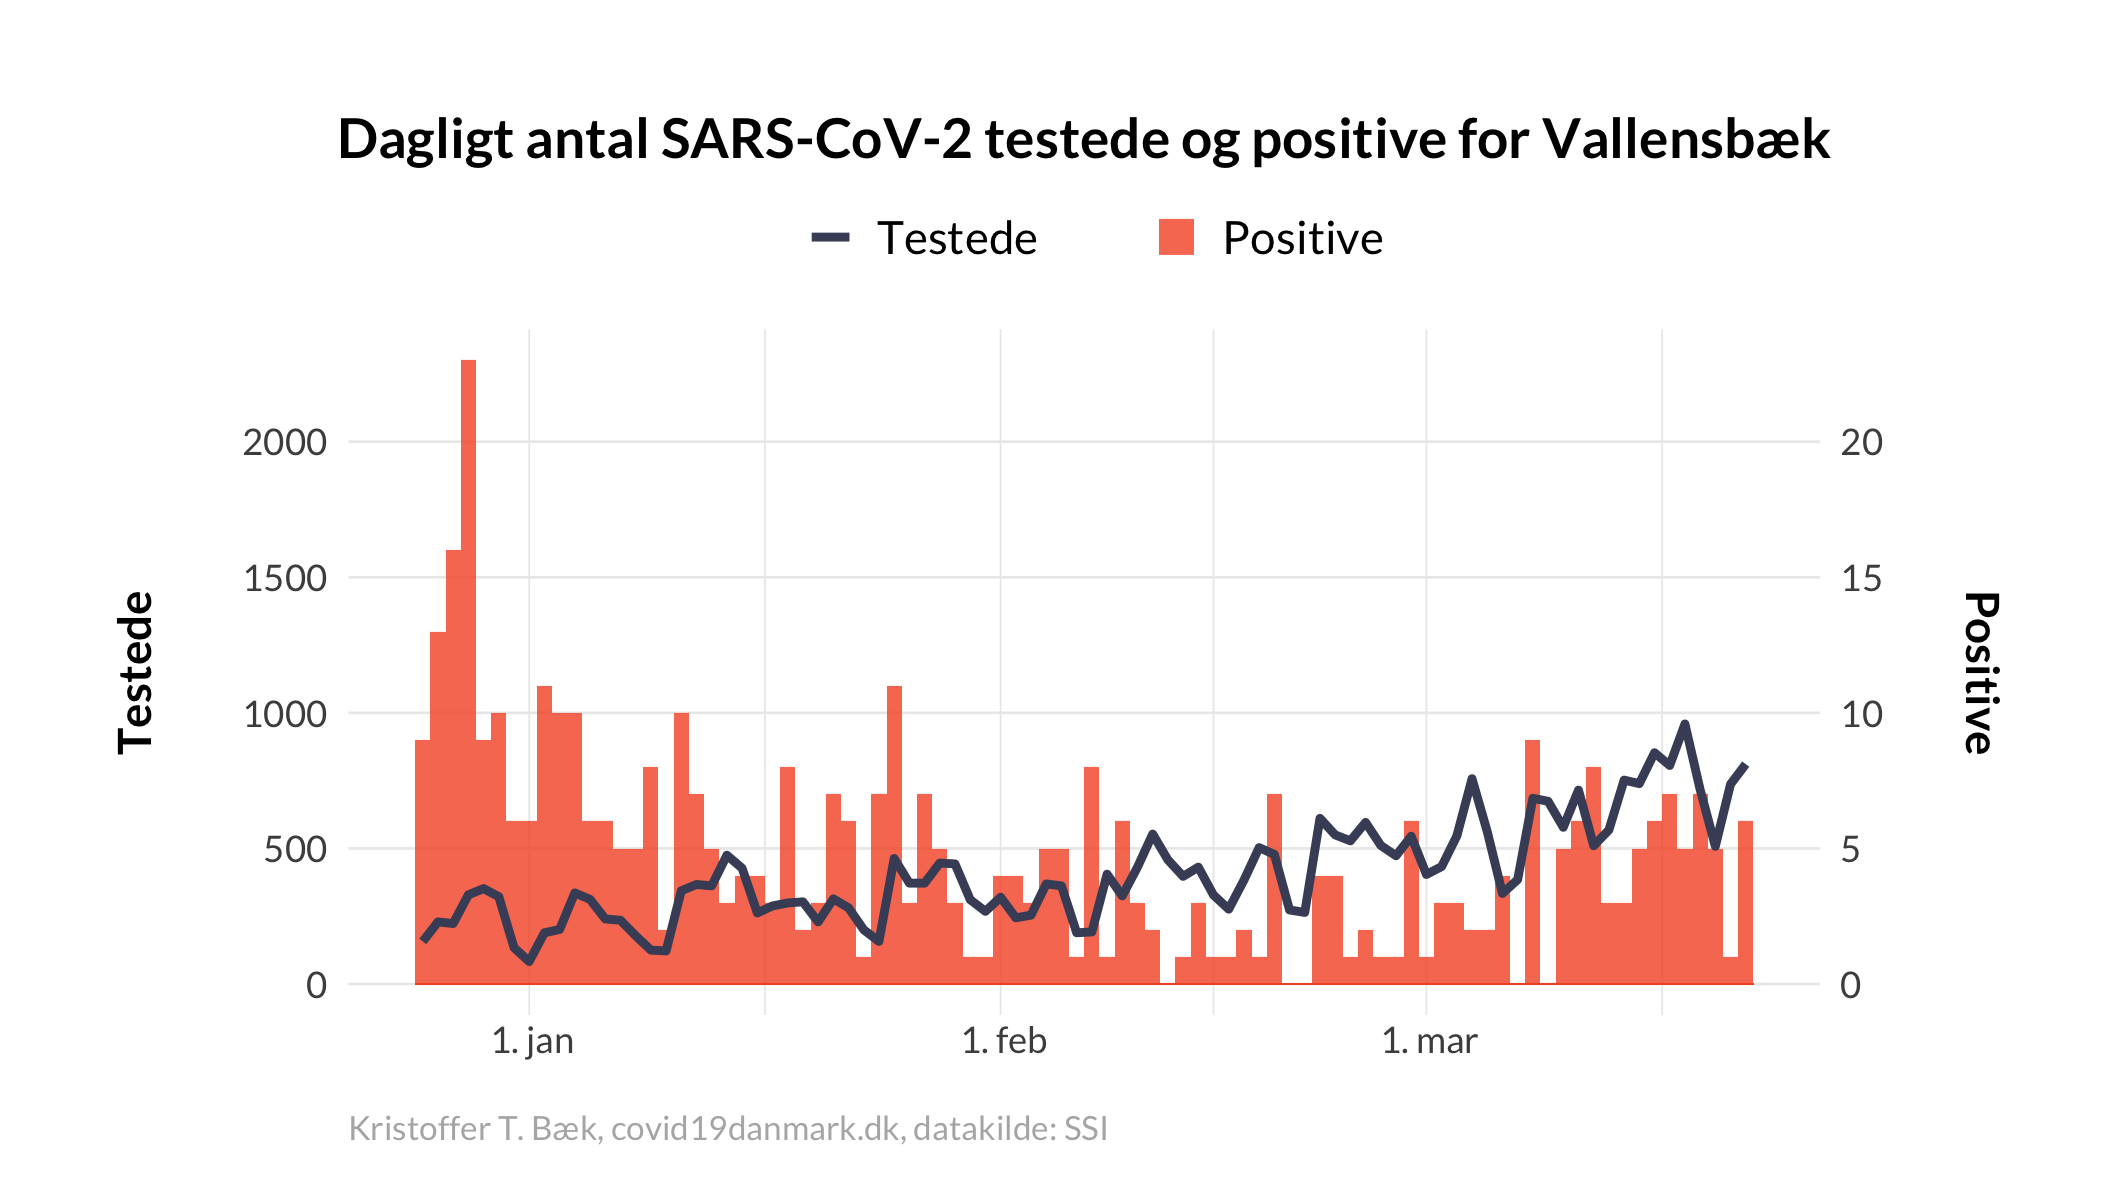 Dagligt antal SARS-CoV-2 testede og positive for Vallensbæk
Testede
Positive
2000
1500
1000
500
0
20
15
10
5
0
Testede
Positive
1. jan
1. feb
1. mar
Kristoffer T. Bæk, covid19danmark.dk, datakilde: SSI